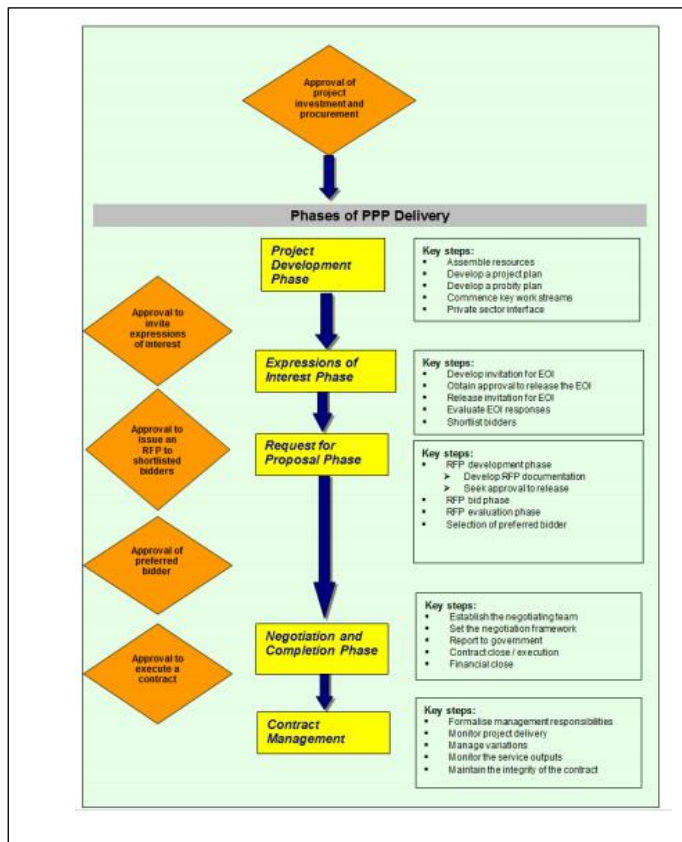 Approval of
project
investment and
procurement
Phases of PPP Delivery
Project
Development
Phase
Key steps:
▪ Assemble resources
▪ Develop a project plan
▪ Develop a probity plan
▪ Commence key work streams
▪ Private sector interface
Approval to
invite
expressions
of interest
Expressions of
Interest Phase
Key steps:
▪ Develop invitation for EOI
▪ Obtain approval to release the EOI
▪ Release invitation for EOI
▪ Evaluate EOI responses
▪ Shortlist bidders
Approval to
issue an
RFP to
shortlisted
bidders
Request for
Proposal Phase
Key steps:
▪ RFP development phase
➢ Develop RFP documentation
➢ Seek approval to release
▪ RFP bid phase
▪ RFP evaluation phase
▪ Selection of preferred bidder
Approval of
preferred
bidder
Negotiation and
Completion Phase
Key steps:
▪ Establish the negotiating team
▪ Set the negotiation framework
▪ Report to government
▪ Contract close / execution
▪ Financial close
Approval to
execute a
contract
Contract
Management
Key steps:
▪ Formalise management responsibilities
▪ Monitor project delivery
▪ Manage variations
▪ Monitor the service outputs
▪ Maintain the integrity of the contract